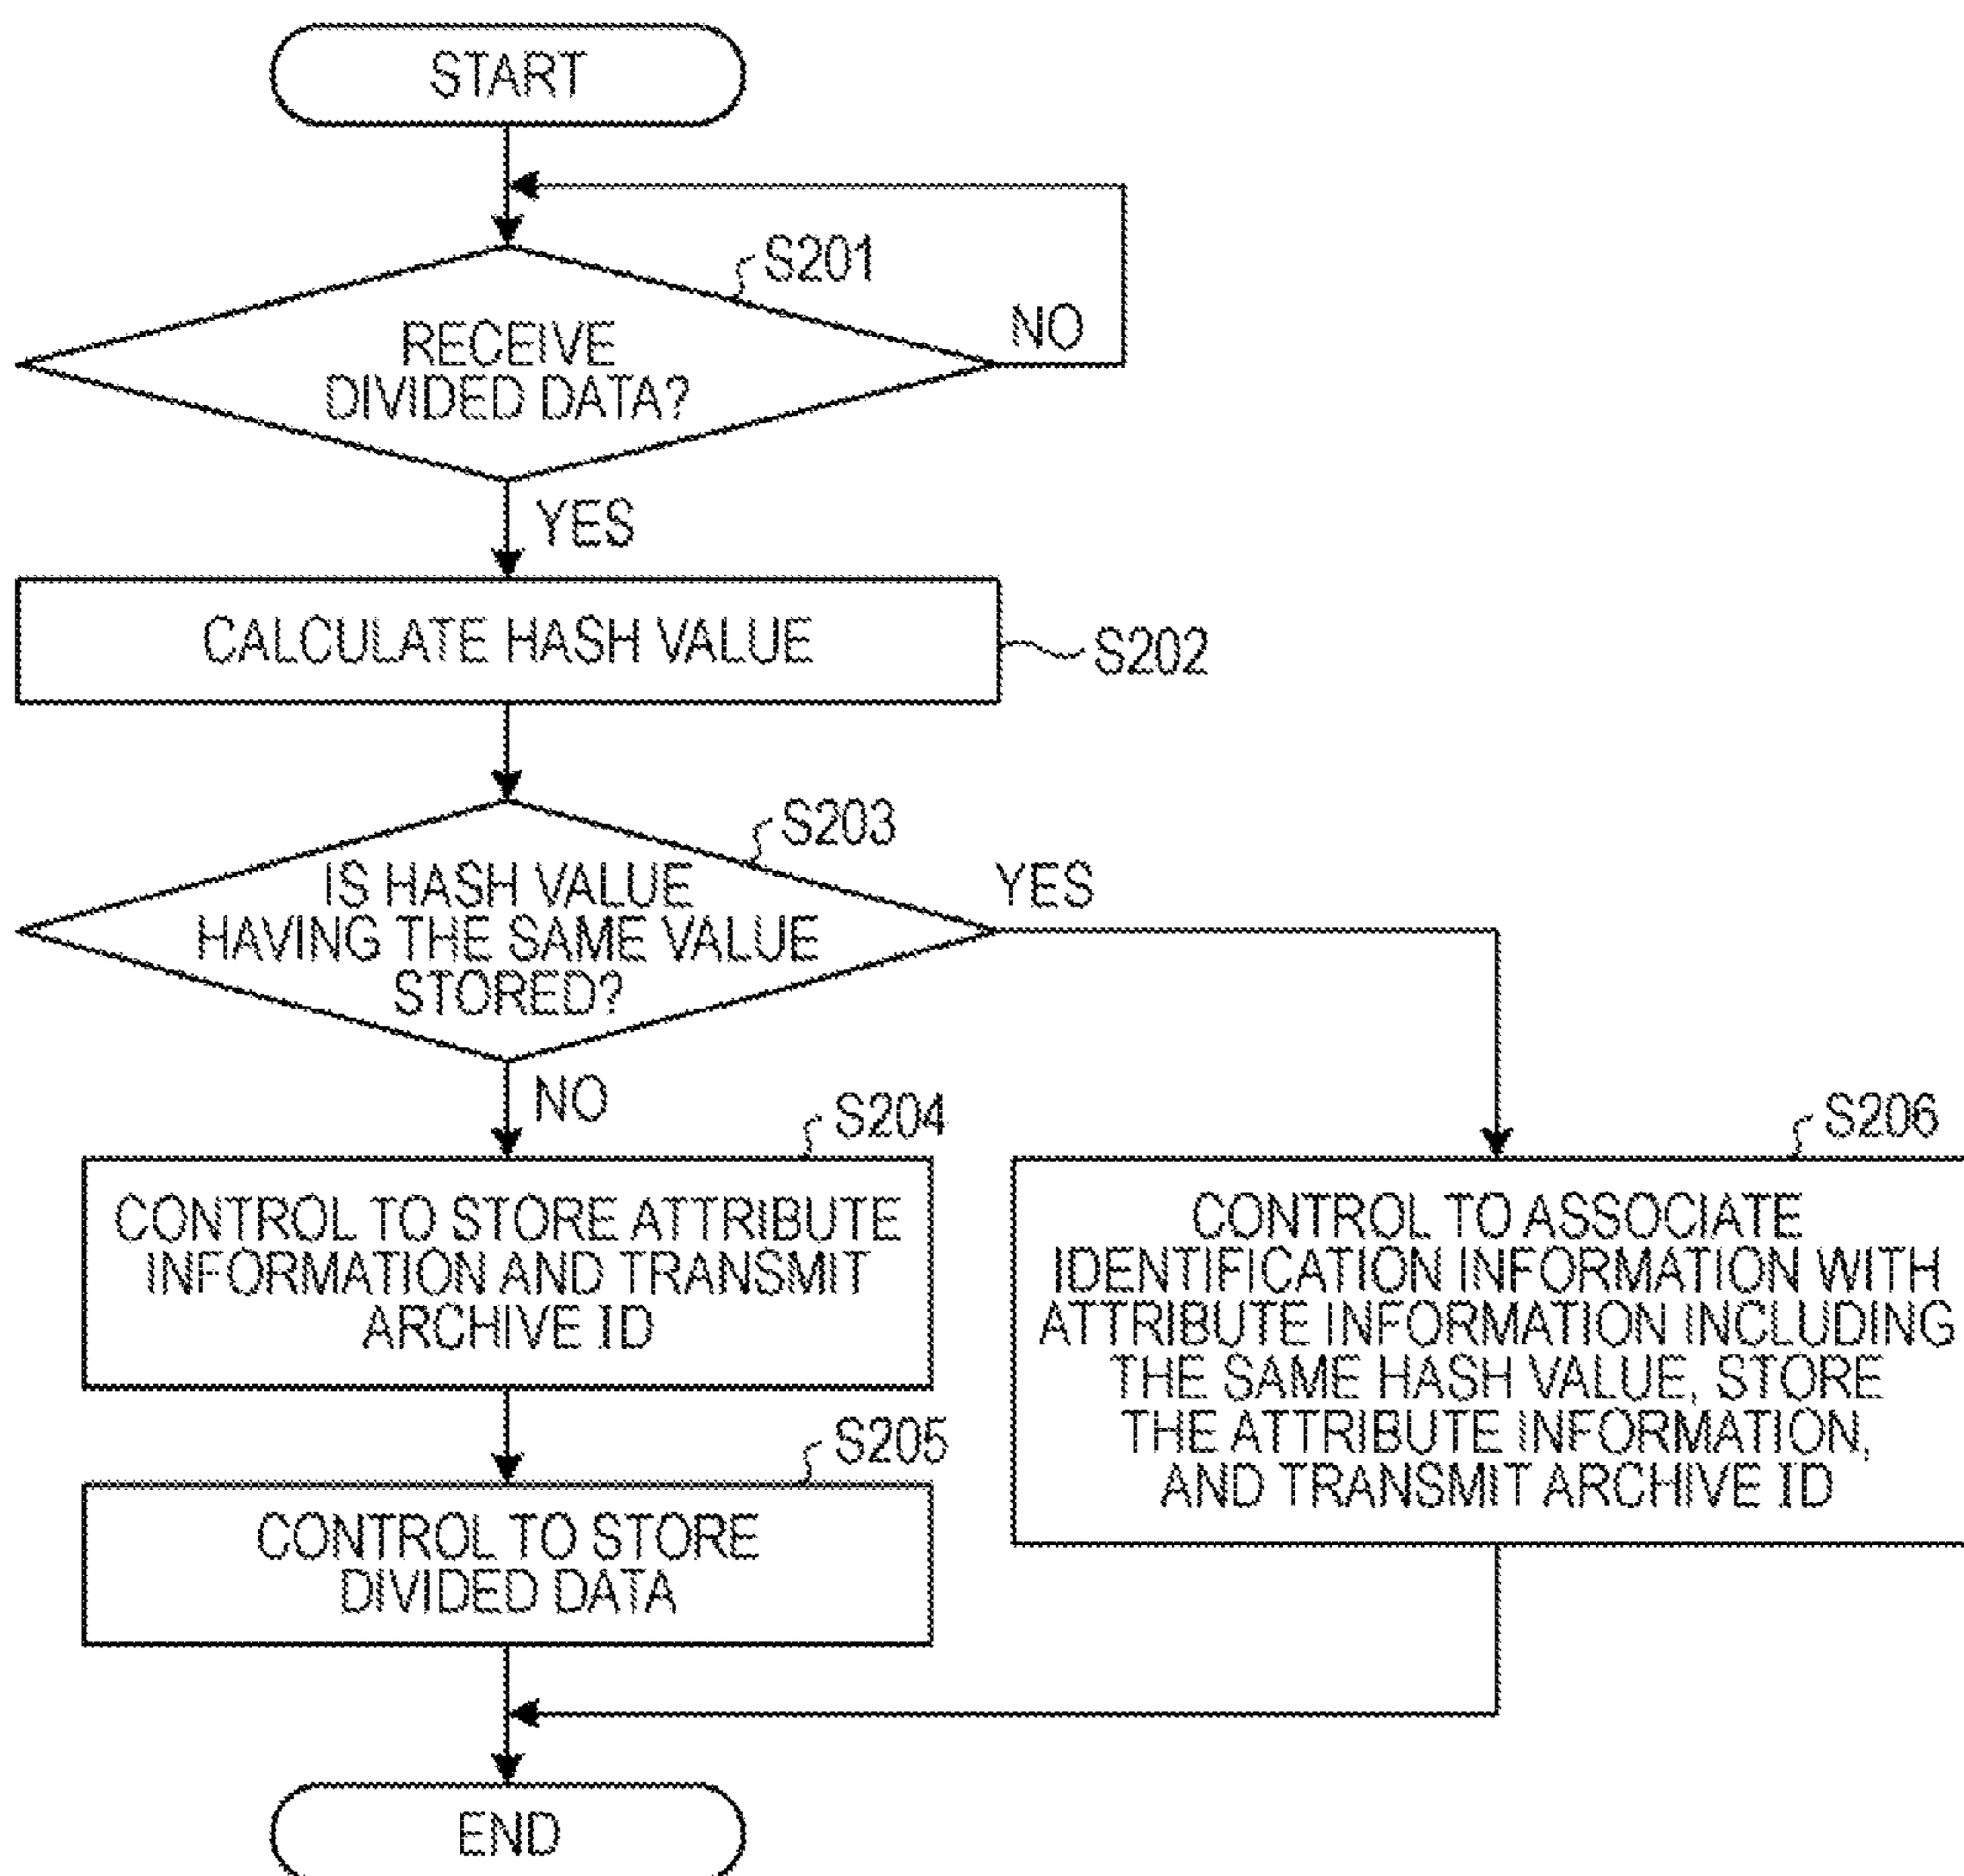 START
S201
RECEIVE
DIVIDED DATA?
NO
YES
CALCULATE HASH VALUE
S202
S203
IS HASH VALUE
HAVING THE SAME VALUE
STORED?
YES
NO
S204
CONTROL TO STORE ATTRIBUTE
INFORMATION AND TRANSMIT
ARCHIVE ID
S206
CONTROL TO ASSOCIATE
IDENTIFICATION INFORMATION WITH
ATTRIBUTE INFORMATION INCLUDING
THE SAME HASH VALUE, STORE
THE ATTRIBUTE INFORMATION,
AND TRANSMIT ARCHIVE ID
S205
CONTROL TO STORE
DIVIDED DATA
END